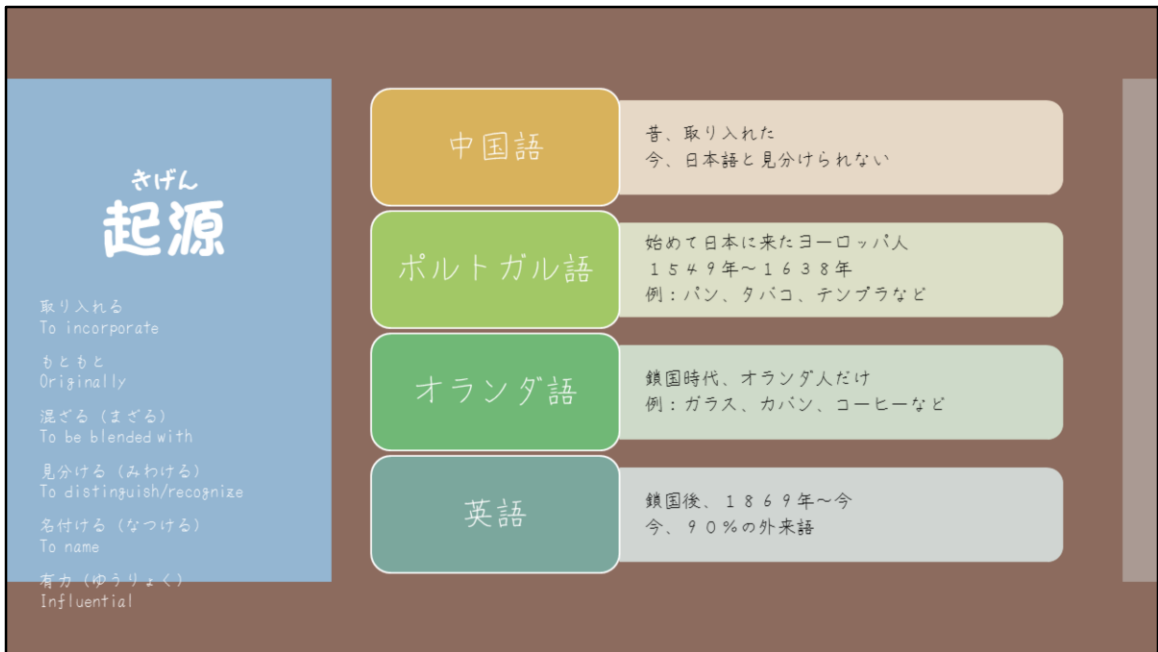 きげん
起源
取り入れる
To incorporate
もともと
Originally
混ざる（まざる）
To be blended with
見分ける（みわける）
To distinguish/recognize
名付ける（なつける）
To name
有力（ゆうりょく）
Influential
中国語
昔、取り入れた
今、日本語と見分けられない
ポルトガル語
始めて日本に来たヨーロッパ人
１５４９年～１６３８年
例：パン、タバコ、テンプラなど
オランダ語
鎖国時代、オランダ人だけ
例：ガラス、カバン、コーヒーなど
英語
鎖国後、１８６９年～今
今、９０％の外来語